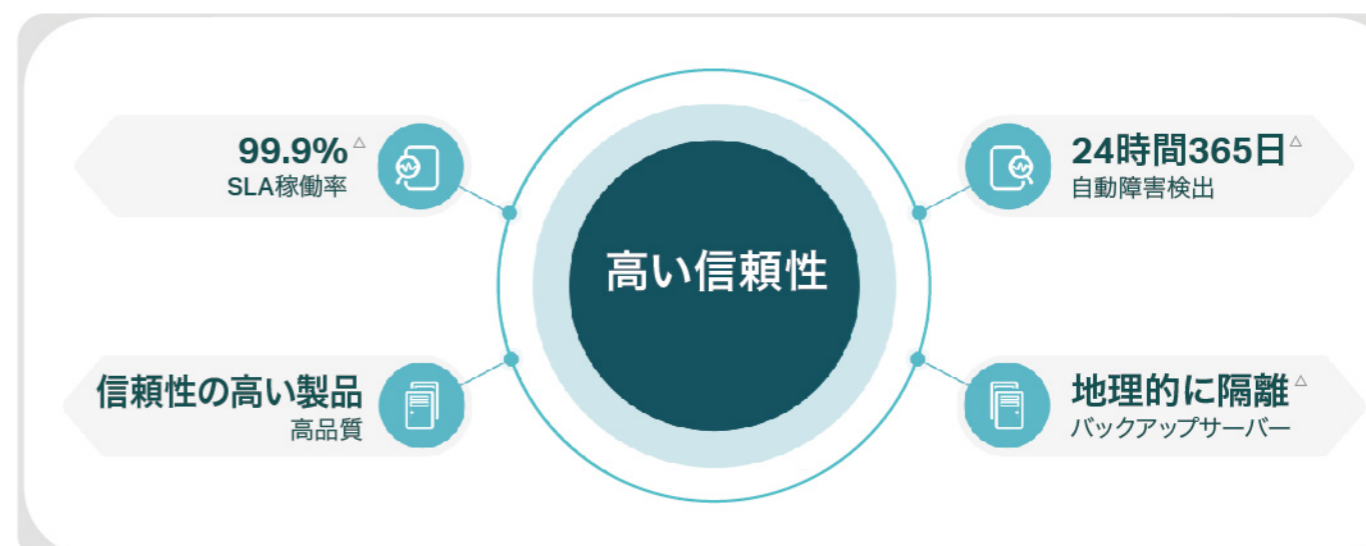 99.9%△
SLA稼働率
24時間365日△
自動障害検出
高い信頼性
信頼性の高い製品
高品質
地理的に隔離△
バックアップサーバー